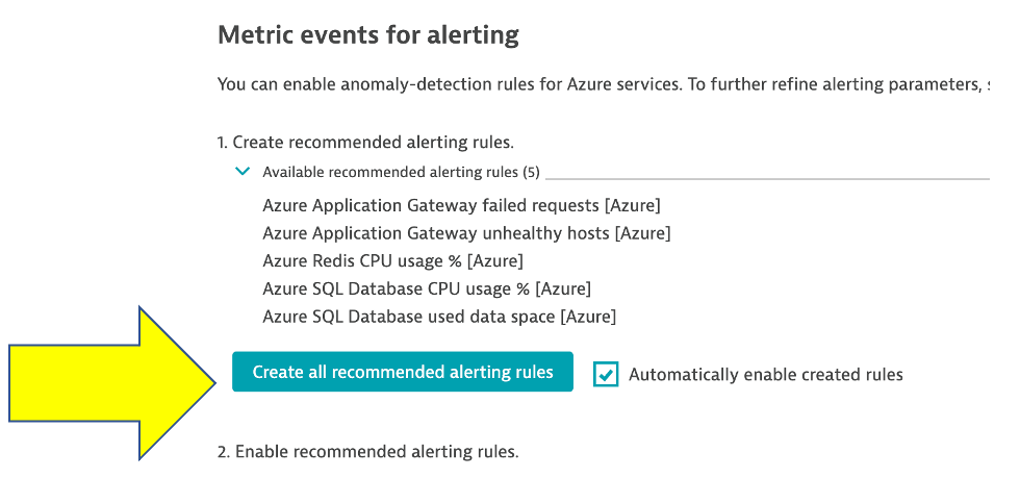 Metric events for alerting
You can enable anomaly-detection rules for Azure services. To further refine alerting parameters,
1. Create recommended alerting rules.
Available recommended alerting rules (5)
Azure Application Gateway failed requests [Azure]
Azure Application Gateway unhealthy hosts [Azure]
Azure Redis CPU usage % [Azure]
Azure SQL Database CPU usage % [Azure]
Azure SQL Database used data space [Azure]
Create all recommended alerting rules
Automatically enable created rules
2. Enable recommended alerting rules.